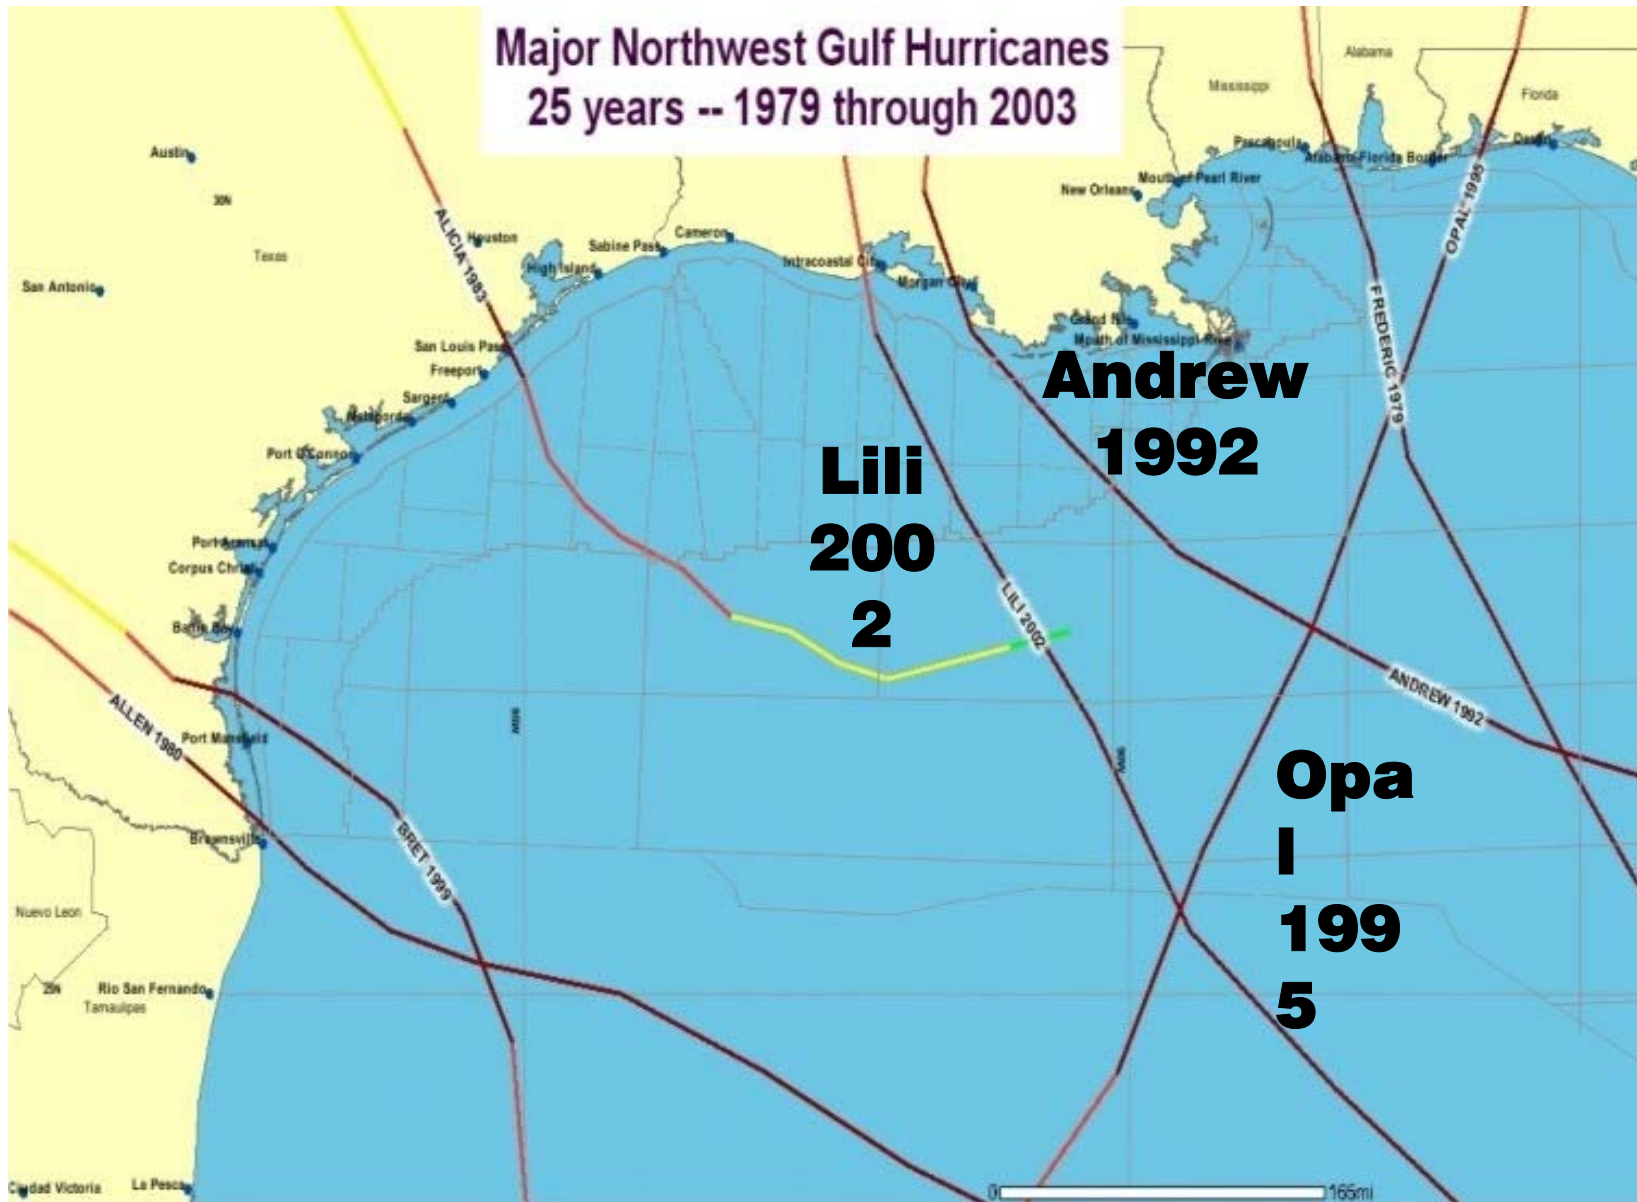 Major Northwest Gulf Hurricanes
25 years -- 1979 through 2003
Alabama
Mississippi
Florida
Austin
Pascagoula
Alabama-Florida Border
Destin
30N
Mouth of Pearl River
New Orleans
OPAL 1995
ALICIA 1983
Houston
Cameron
Sabine Pass
Texas
High Island
Intracoastal City
Morgan City
San Antonio
FREDERIC 1979
Grand Isle
Mouth of Mississippi River
San Louis Pass
Freeport
Sargent
Matagorda
Port O'Connor
Andrew
1992
Lili
200
2
Port Aransas
Corpus Christi
LILI 2002
Baffin Bay
ANDREW 1992
ALLEN 1980
Port Mansfield
90W
Opa
l
199
5
Brownsville
BRET 1999
Nuevo Leon
25N
Rio San Fernando
Tamaulipas
Ciudad Victoria
La Pesca
0
165mi